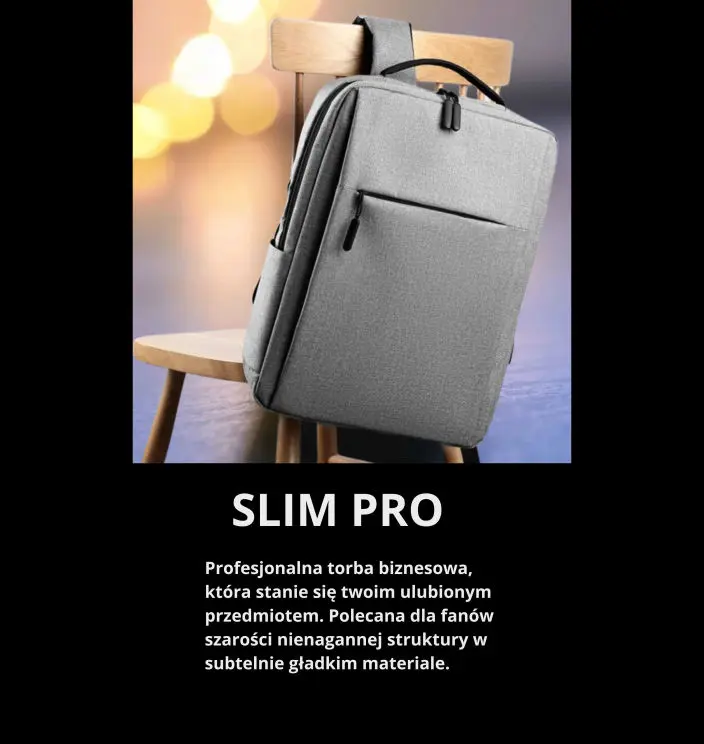 SLIM PRO
Profesjonalna torba biznesowa,
która stanie się twoim ulubionym
przedmiotem. Polecana dla fanów
szarości nienagannej struktury w
subtelnie gładkim materiale.